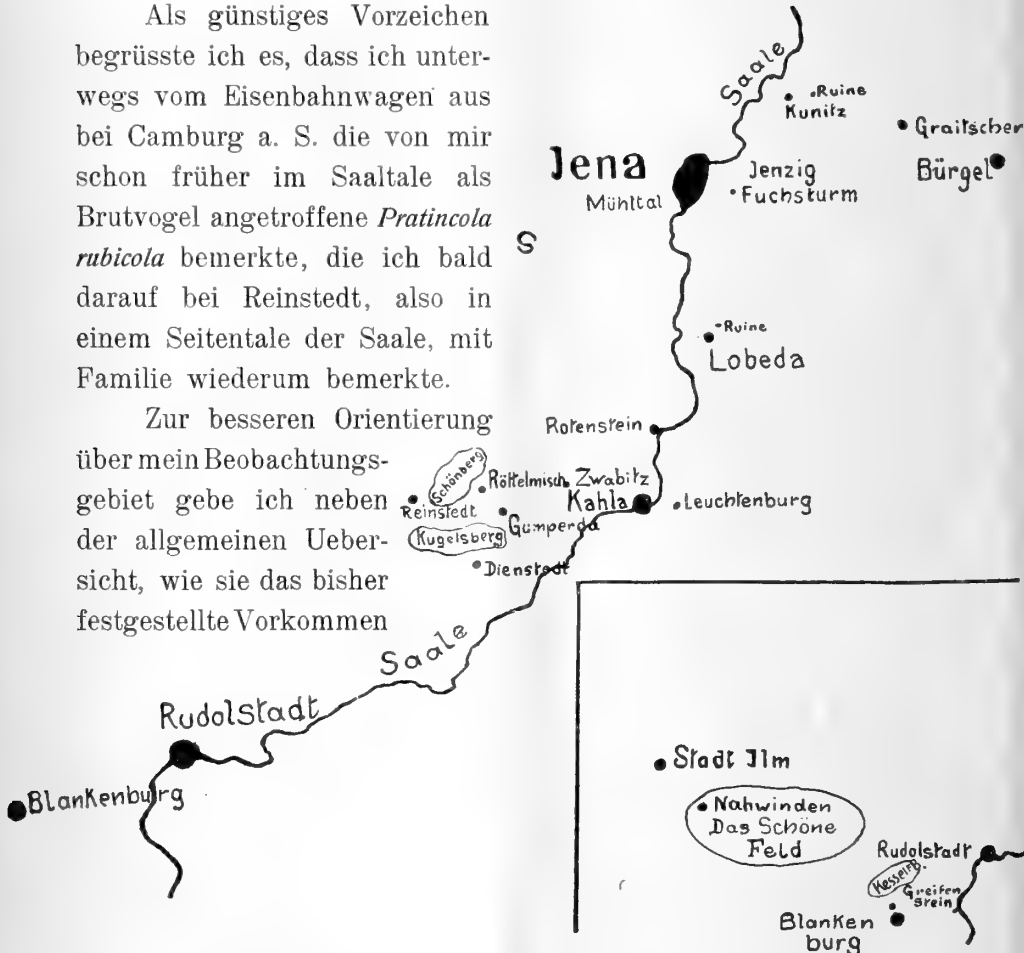 Als günstiges Vorzeichen
begrüsste ich es, dass ich unter-
wegs vom Eisenbahnwagen aus
bei Camburg a. S. die von mir
schon früher im Saaltale als
Brutvogel angetroffene Pratincola
rubicola bemerkte, die ich bald
darauf bei Reinstedt, also in
einem Seitentale der Saale, mit
Familie wiederum bemerkte.
Zur besseren Orientierung
über mein Beobachtungs-
gebiet gebe ich neben
der allgemeinen Ueber-
sicht, wie sie das bisher
festgestellte Vorkommen
Saale
Ruine
Kunitz
Graitschen
Bürgel
Jena
Jenzig
Mühltal
Fuchsturm
S
Ruine
Lobeda
Rotenstein
Schönberg
Röttelmisch
Zwabitz
Reinstedt
Kahla
Leuchtenburg
Gumperda
Kugelsberg
Dienstedt
Saale
Rudolstadt
Blankenburg
Stadt Ilm
Nahwinden
Das Schöne
Feld
Rudolstadt
Greifen
stein
Blanken
burg